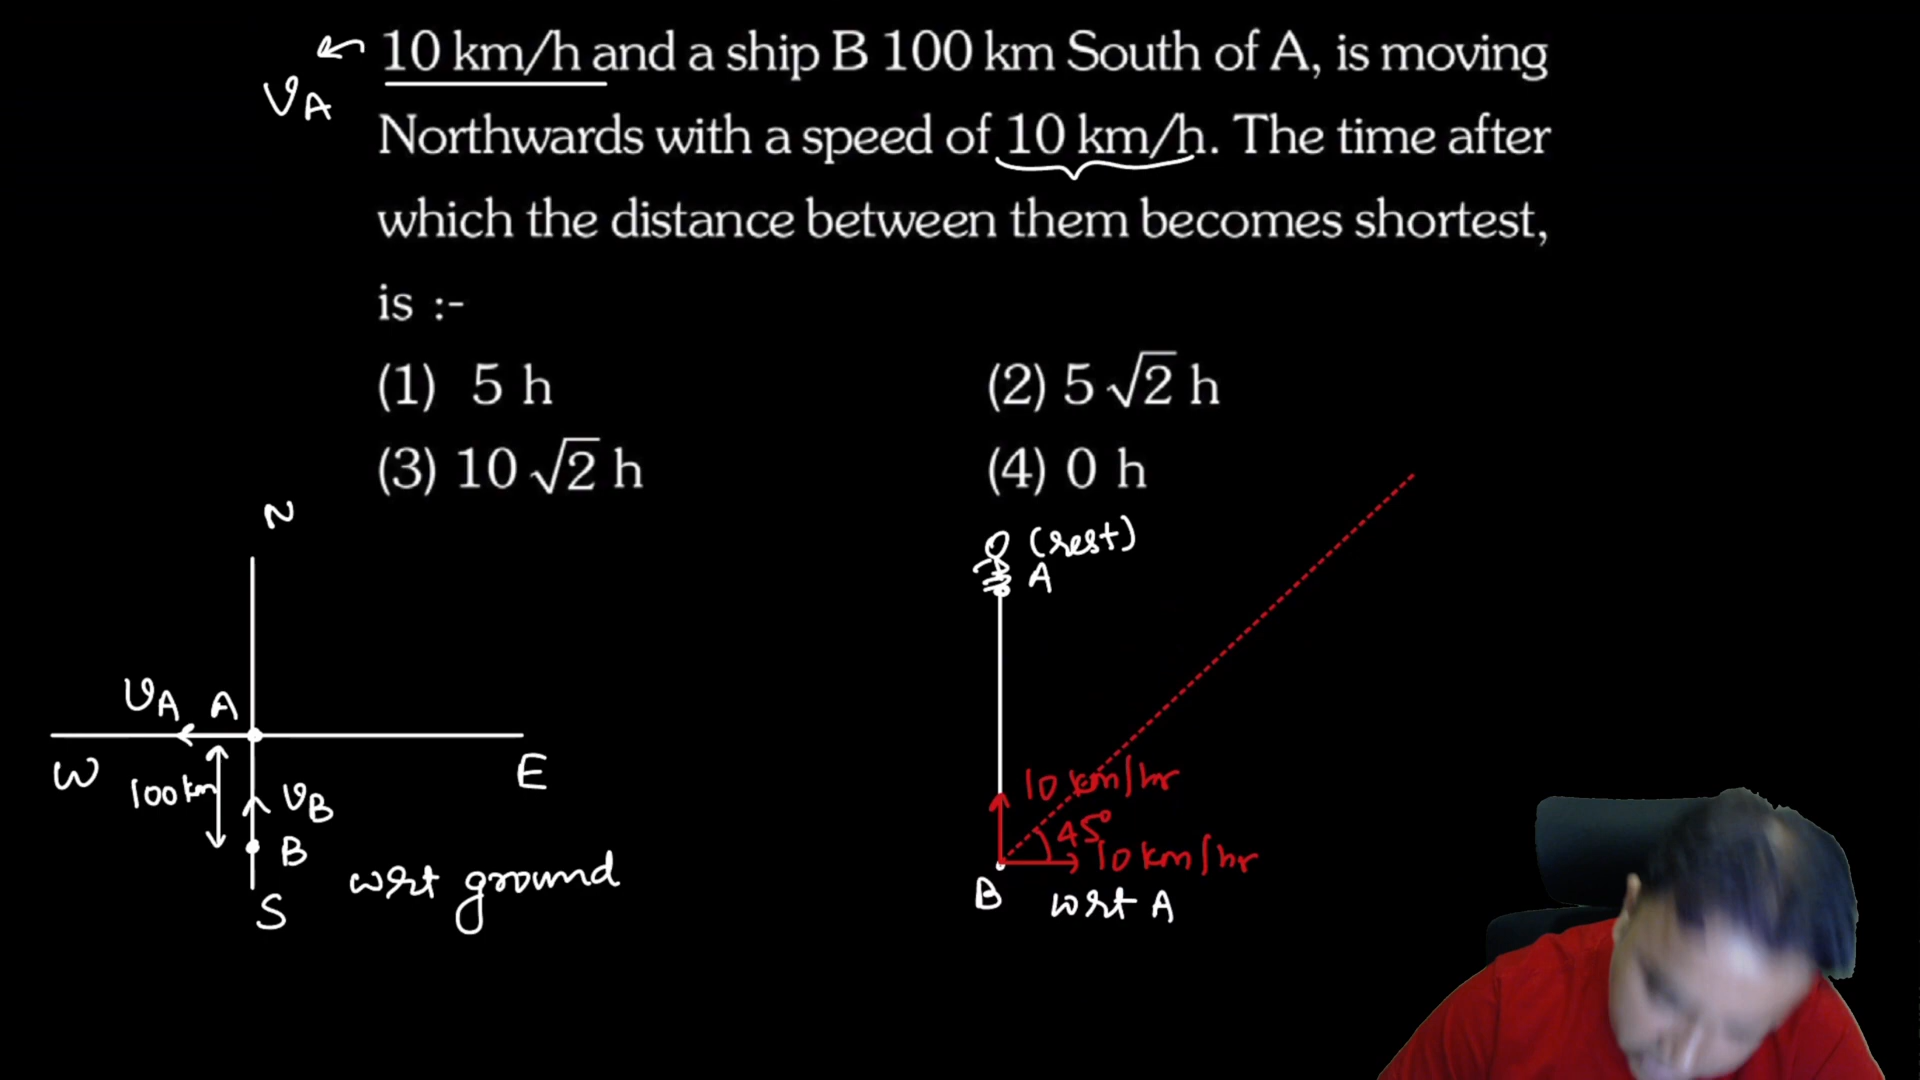 10 km/h and a ship B 100 km South of A, is moving
vA
Northwards with a speed of 10 km/h. The time after
which the distance between them becomes shortest,
is :-
(1) 5 h (2) 5√2 h
(3) 10√2 h (4) 0 h
N
(rest)
A
vA A
W E
100 km vB
B
S
wrt ground
10 km/hr
45°
10 km/hr
B wrt A